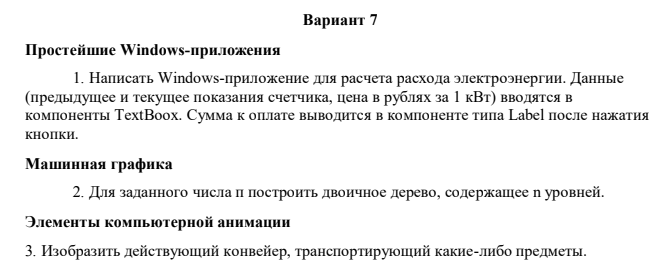 Вариант 7
Простейшие Windows-приложения
1. Написать Windows-приложение для расчета расхода электроэнергии. Данные
(предыдущее и текущее показания счетчика, цена в рублях за 1 кВт) вводятся в
компоненты TextBoox. Сумма к оплате выводится в компоненте типа Label после нажатия
кнопки.
Машинная графика
2. Для заданного числа п построить двоичное дерево, содержащее n уровней.
Элементы компьютерной анимации
3. Изобразить действующий конвейер, транспортирующий какие-либо предметы.